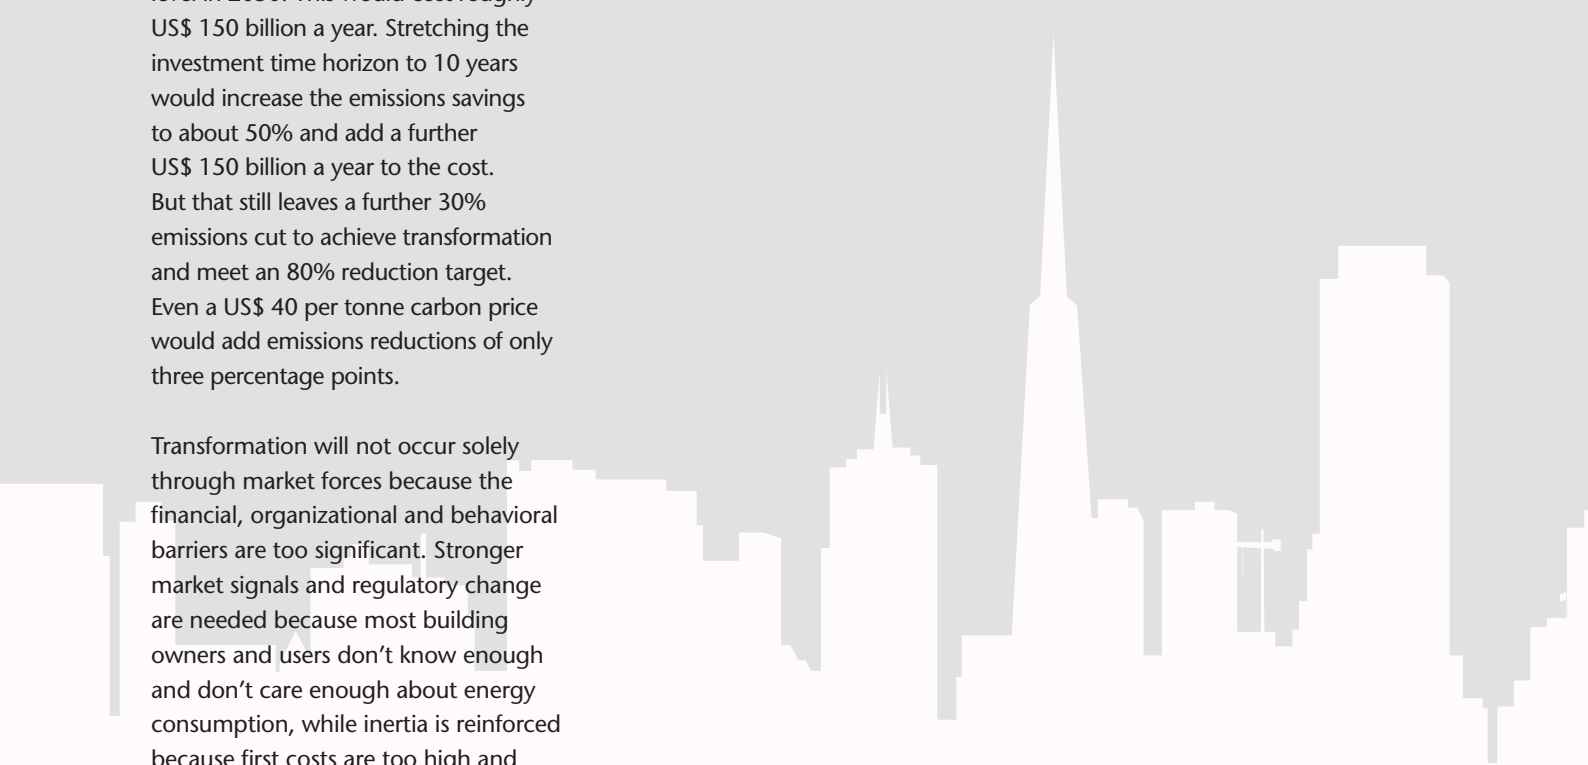 US$ 150 billion a year. Stretching the
investment time horizon to 10 years
would increase the emissions savings
to about 50% and add a further
US$ 150 billion a year to the cost.
But that still leaves a further 30%
emissions cut to achieve transformation
and meet an 80% reduction target.
Even a US$ 40 per tonne carbon price
would add emissions reductions of only
three percentage points.
Transformation will not occur solely
through market forces because the
financial, organizational and behavioral
barriers are too significant. Stronger
market signals and regulatory change
are needed because most building
owners and users don’t know enough
and don’t care enough about energy
consumption, while inertia is reinforced
because first costs are too high and